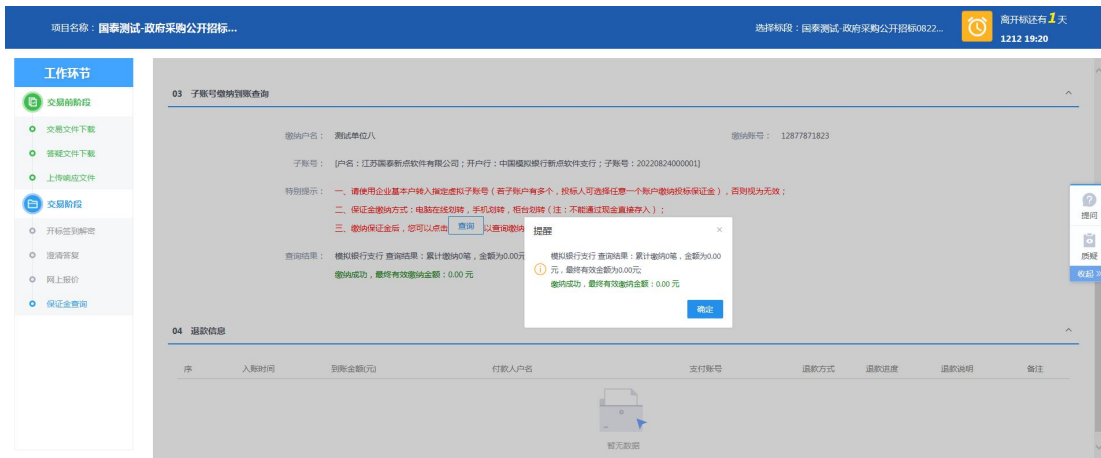 项目名称：国泰测试-政府采购公开招标...
选择标段：国泰测试-政府采购公开招标0822...
离开标还有1天
1212 19:20
工作环节
交易前阶段
交易文件下载
答疑文件下载
上传响应文件
交易阶段
开标签到解密
澄清答复
网上报价
保证金查询
03 子账号缴纳到账查询
缴纳户名： 测试单位八
缴纳账号： 12877871823
子账号： [户名：江苏国泰新点软件有限公司；开户行：中国模拟银行新点软件支行；子账号：20220824000001]
特别提示： 一、请使用企业基本户转入指定虚拟子账号（若子账户有多个，投标人可选择任意一个账户缴纳投标保证金），否则视为无效；
二、保证金缴纳方式：电脑在线划转，手机划转，柜台划转（注：不能通过现金直接存入）；
三、缴纳保证金后，您可以点击 查询 以查询缴纳
查询结果： 模拟银行支行 查询结果：累计缴纳0笔，金额为0.00元
缴纳成功，最终有效缴纳金额：0.00 元
提醒
×
模拟银行支行 查询结果：累计缴纳0笔，金额为0.00
元，最终有效金额为0.00元;
缴纳成功，最终有效缴纳金额：0.00 元
确定
04 退款信息
序 入账时间 到账金额(元) 付款人户名 支付账号 退款方式 退款进度 退款说明 备注
暂无数据
提问
质疑
收起 »